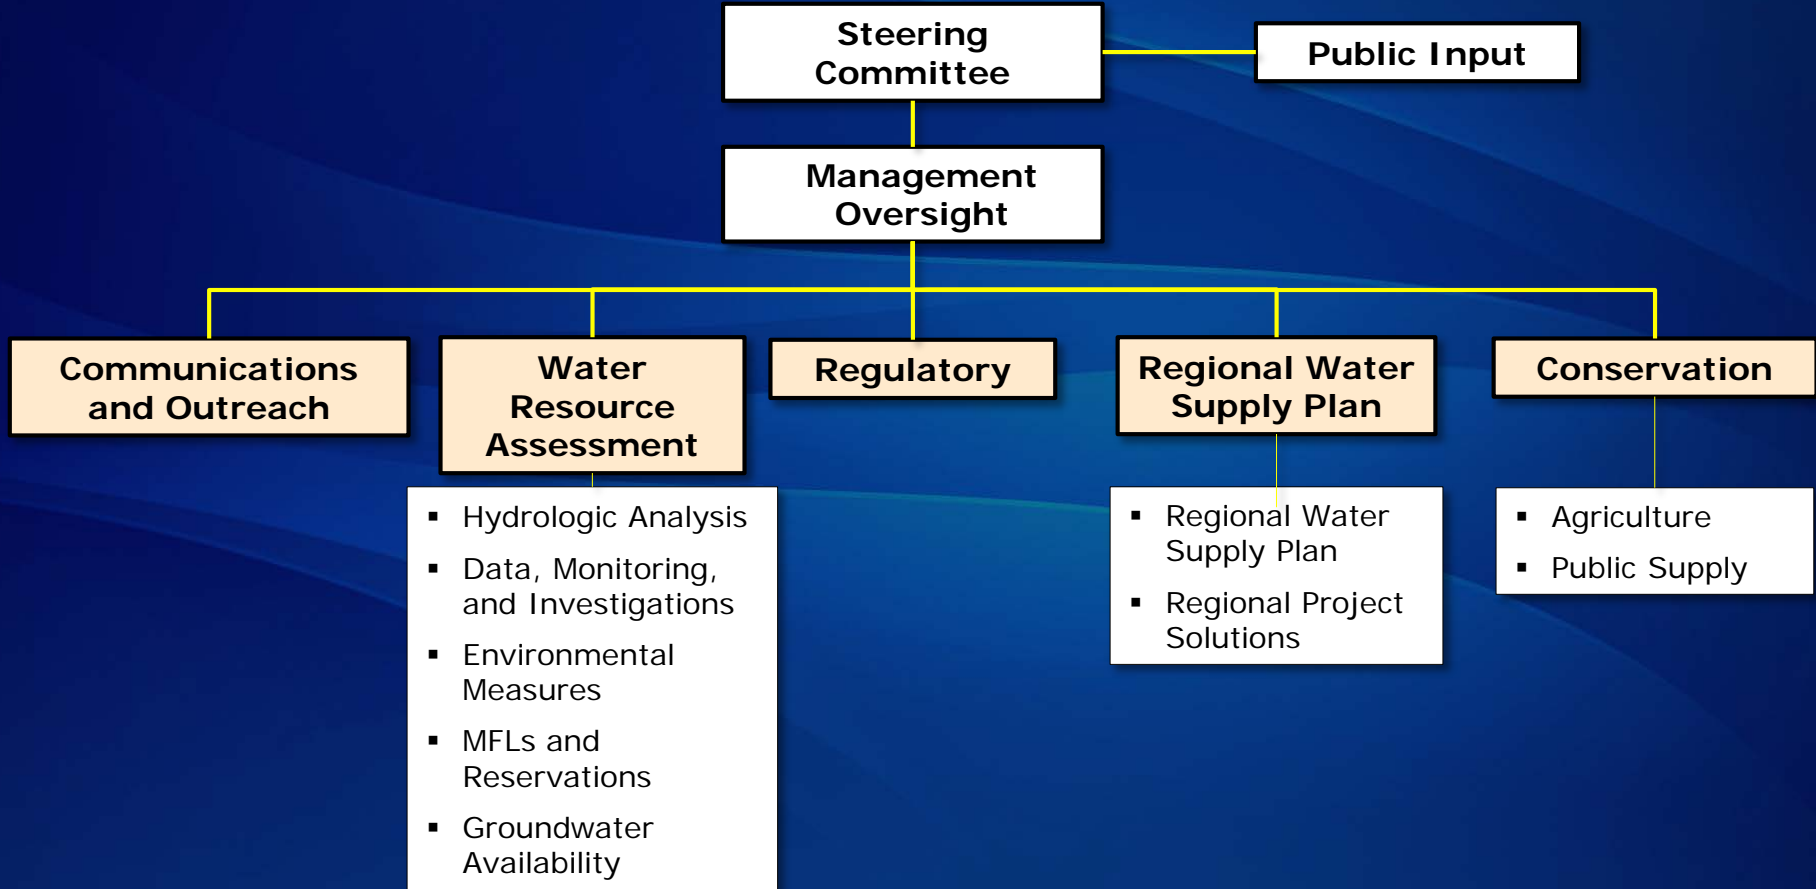 Steering
Committee
Public Input
Management
Oversight
Communications
and Outreach
Water
Resource
Assessment
Regulatory
Regional Water
Supply Plan
Conservation
▪ Hydrologic Analysis
▪ Data, Monitoring,
and Investigations
▪ Environmental
Measures
▪ MFLs and
Reservations
▪ Groundwater
Availability
▪ Regional Water
Supply Plan
▪ Regional Project
Solutions
▪ Agriculture
▪ Public Supply